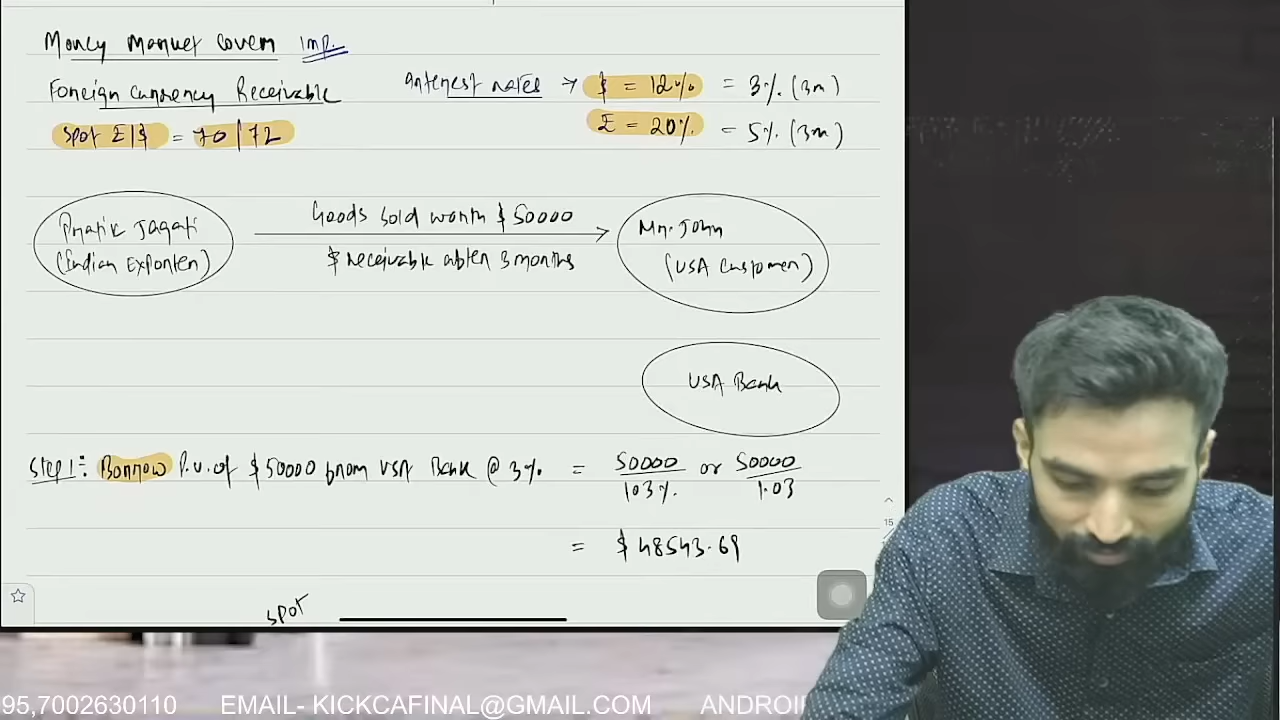 Money Market Cover Imp.
Foreign Currency Receivable
Spot ₹/$ = 70/72
Interest rates → $ = 12% = 3% (3m)
₹ = 20% = 5% (3m)
Pratik Jagati
(Indian Exporter)
Goods sold worth $50000
$ receivable after 3 months
Mr. John
(USA Customer)
USA Bank
Step 1: Borrow P.V. of $50000 from USA Bank @ 3% = 50000/103% or 50000/1.03
= $48543.69
15
Spot
95,7002630110 EMAIL- KICKCAFINAL@GMAIL.COM ANDROI